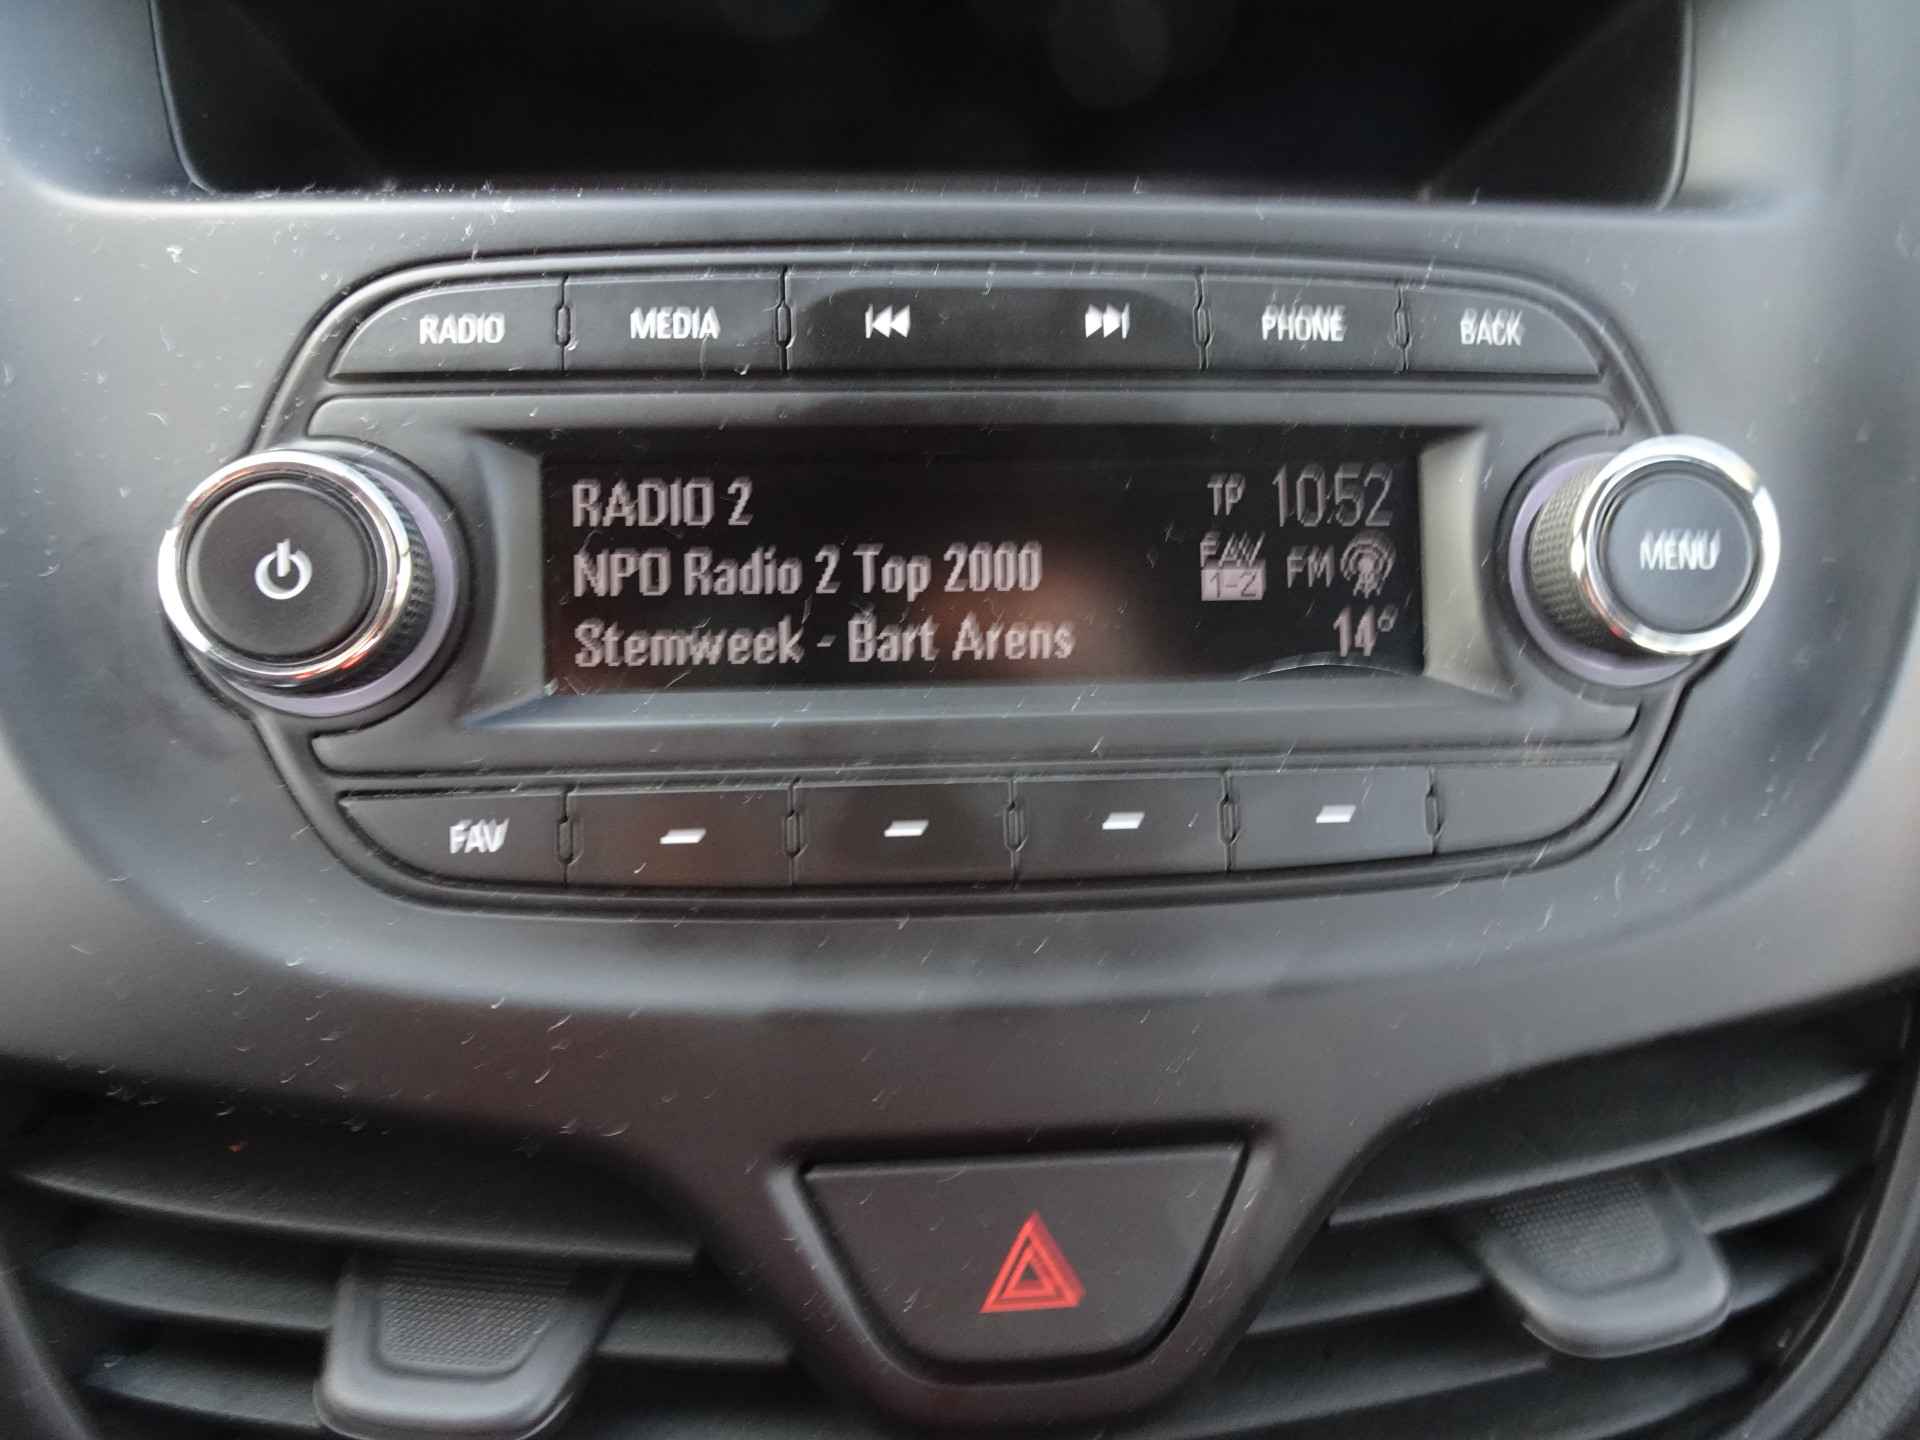 RADIO MEDIA PHONE BACK
RADIO 2 TP 10:52
NPO Radio 2 Top 2000 FAV 1-2 FM
Stemweek - Bart Arens 14°
MENU
FAV